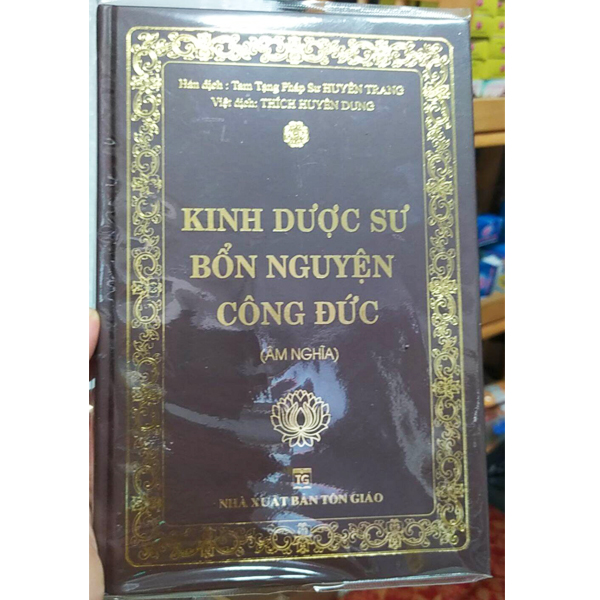 Hán dịch : Tam Tạng Pháp Sư HUYỀN TRANG
Việt dịch: THÍCH HUYỀN DUNG
KINH DƯỢC SƯ
BỔN NGUYỆN
CÔNG ĐỨC
(ÂM NGHĨA)
TG
NHÀ XUẤT BẢN TÔN GIÁO